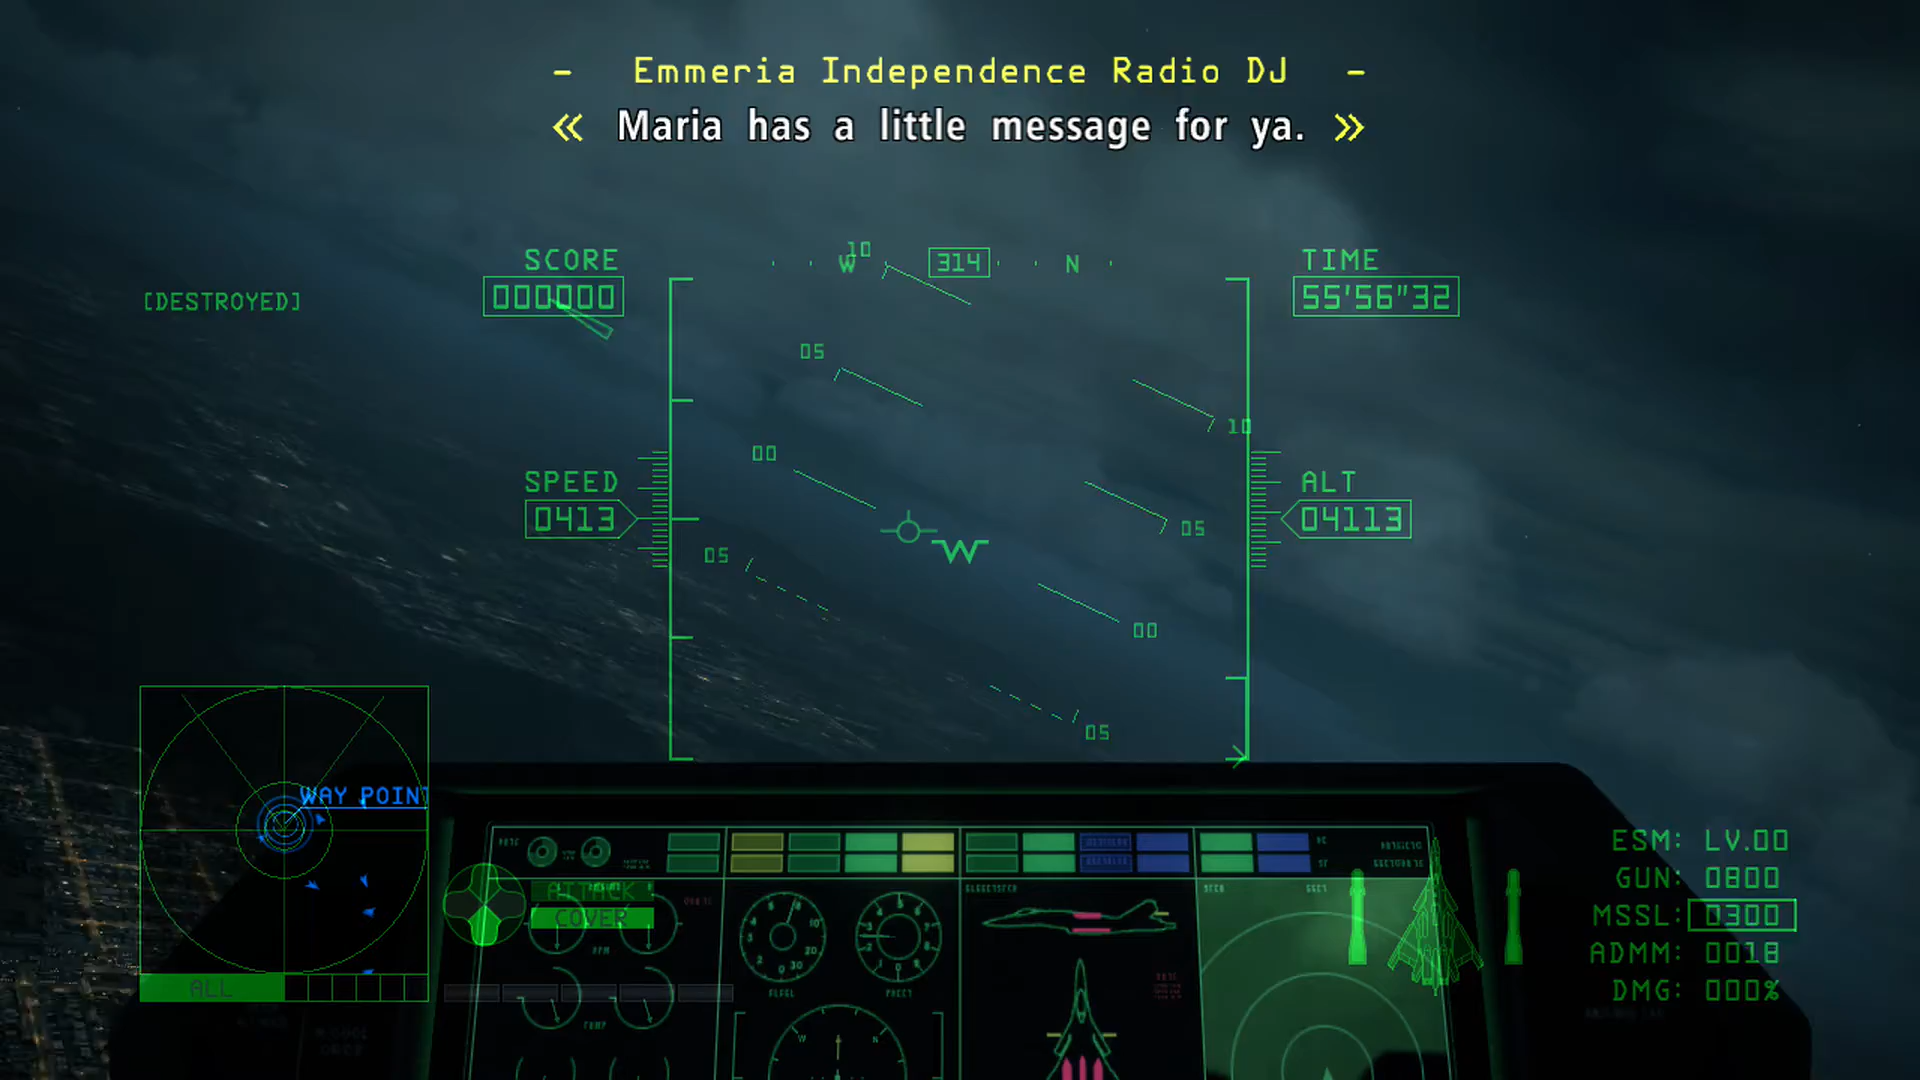 - Emmeria Independence Radio DJ -
« Maria has a little message for ya. »
SCORE
000000
10
W
314
N
TIME
55'56"32
[DESTROYED]
05
10
00
SPEED
0413
05
05
ALT
04113
00
05
WAY POINT
ALL
ATTACK
COVER
ESM: LV.00
GUN: 0800
MSSL: 0300
ADMM: 0018
DMG: 000%